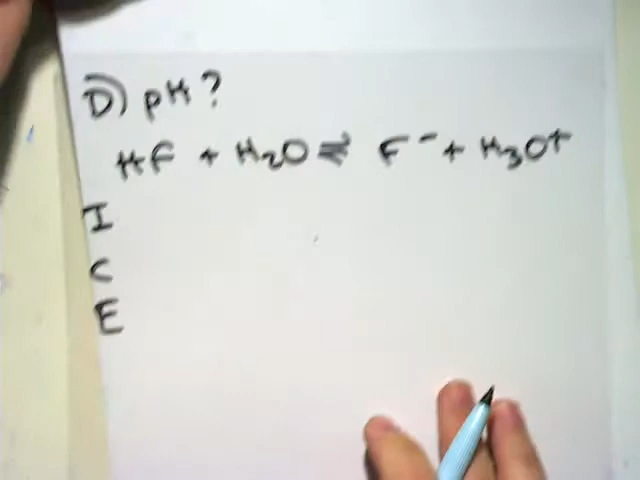 D) pH?
HF + H₂O ⇌ F⁻ + H₃O⁺
I
C
E